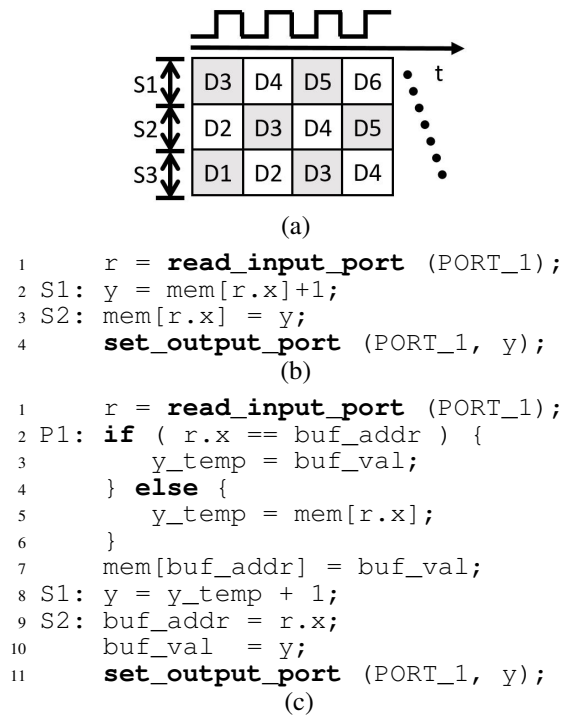 t
S1 D3 D4 D5 D6
S2 D2 D3 D4 D5
S3 D1 D2 D3 D4
(a)
1 r = read_input_port (PORT_1);
2 S1: y = mem[r.x]+1;
3 S2: mem[r.x] = y;
4 set_output_port (PORT_1, y);
(b)
1 r = read_input_port (PORT_1);
2 P1: if ( r.x == buf_addr ) {
3 y_temp = buf_val;
4 } else {
5 y_temp = mem[r.x];
6 }
7 mem[buf_addr] = buf_val;
8 S1: y = y_temp + 1;
9 S2: buf_addr = r.x;
10 buf_val = y;
11 set_output_port (PORT_1, y);
(c)